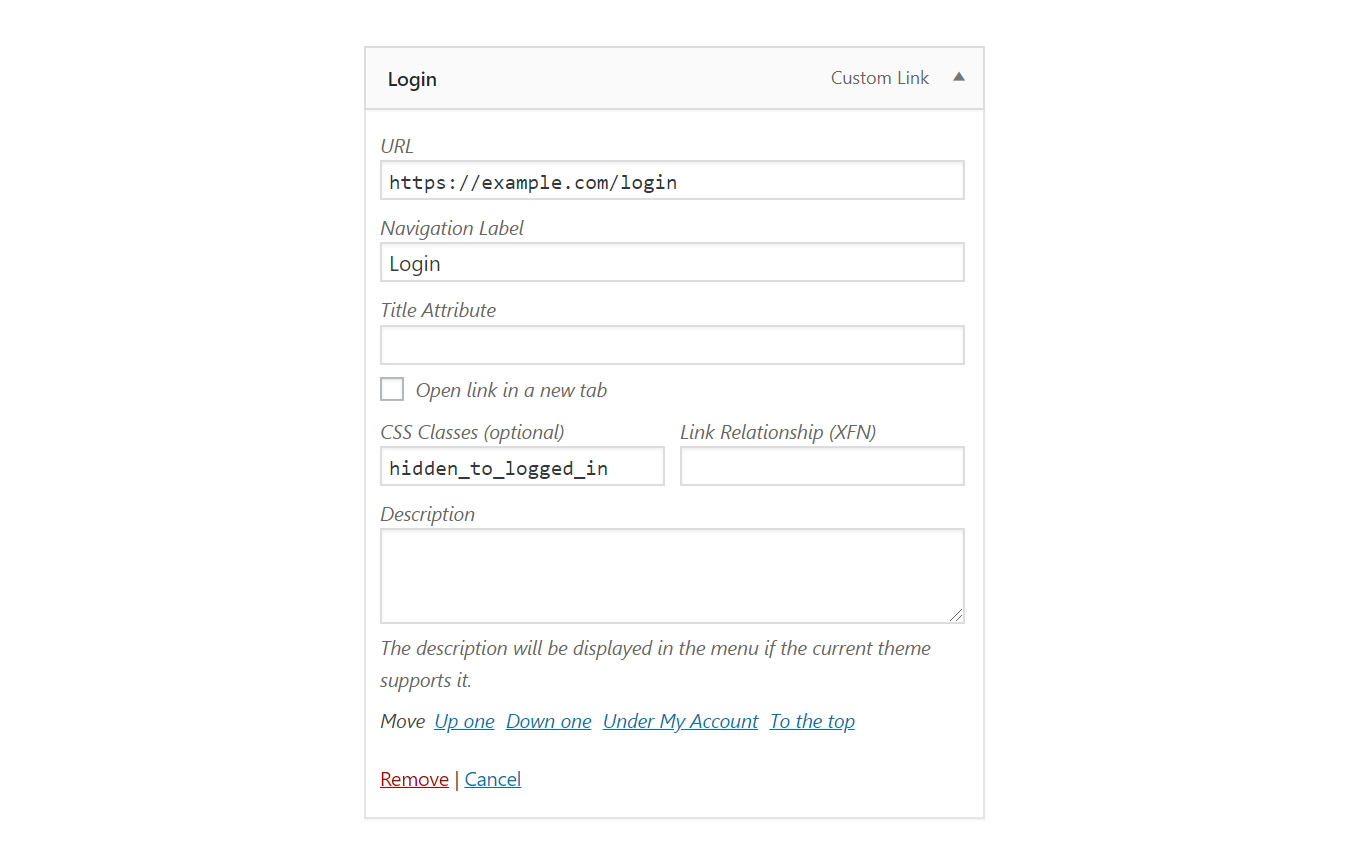 Login
Custom Link
URL
https://example.com/login
Navigation Label
Login
Title Attribute
Open link in a new tab
CSS Classes (optional)
Link Relationship (XFN)
hidden_to_logged_in
Description
The description will be displayed in the menu if the current theme
supports it.
Move Up one Down one Under My Account To the top
Remove | Cancel